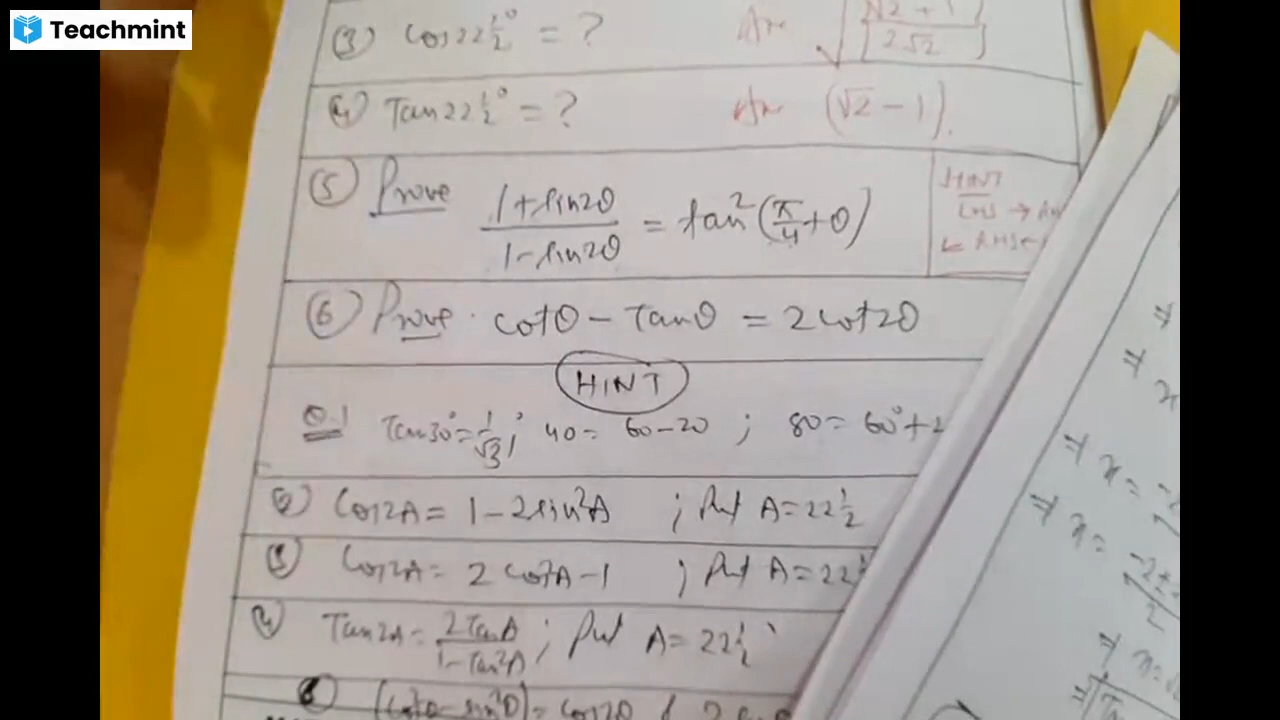 Teachmint
(3) Cos 22½° = ? Ans √[(√2+1)/2√2]
(4) Tan 22½° = ? Ans (√2 - 1).
(5) Prove (1+sin2θ)/(1-sin2θ) = tan²(π/4+θ) HINT
LHS →
RHS
(6) Prove. cotθ - Tanθ = 2cot2θ
HINT
Q.1 Tan30° = 1/√3; 40 = 60-20 ; 80 = 60°+2
Cos2A = 1-2sin²A ; Put A = 22½
Cos2A = 2cos²A-1 ; Put A = 22
Tan2A = 2TanA/(1-Tan²A) ; Put A = 22½
= cos2θ
⇒
⇒ x
⇒ x =
⇒ x =
⇒ x =